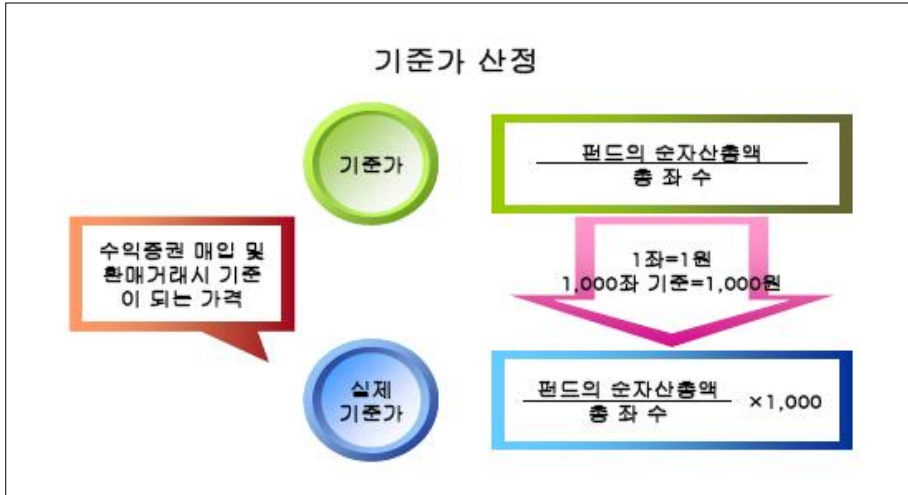 기준가 산정
기준가
펀드의 순자산총액
총 좌 수
수익증권 매입 및
환매거래시 기준
이 되는 가격
1좌=1원
1,000좌 기준=1,000원
실제
기준가
펀드의 순자산총액
총 좌 수
×1,000